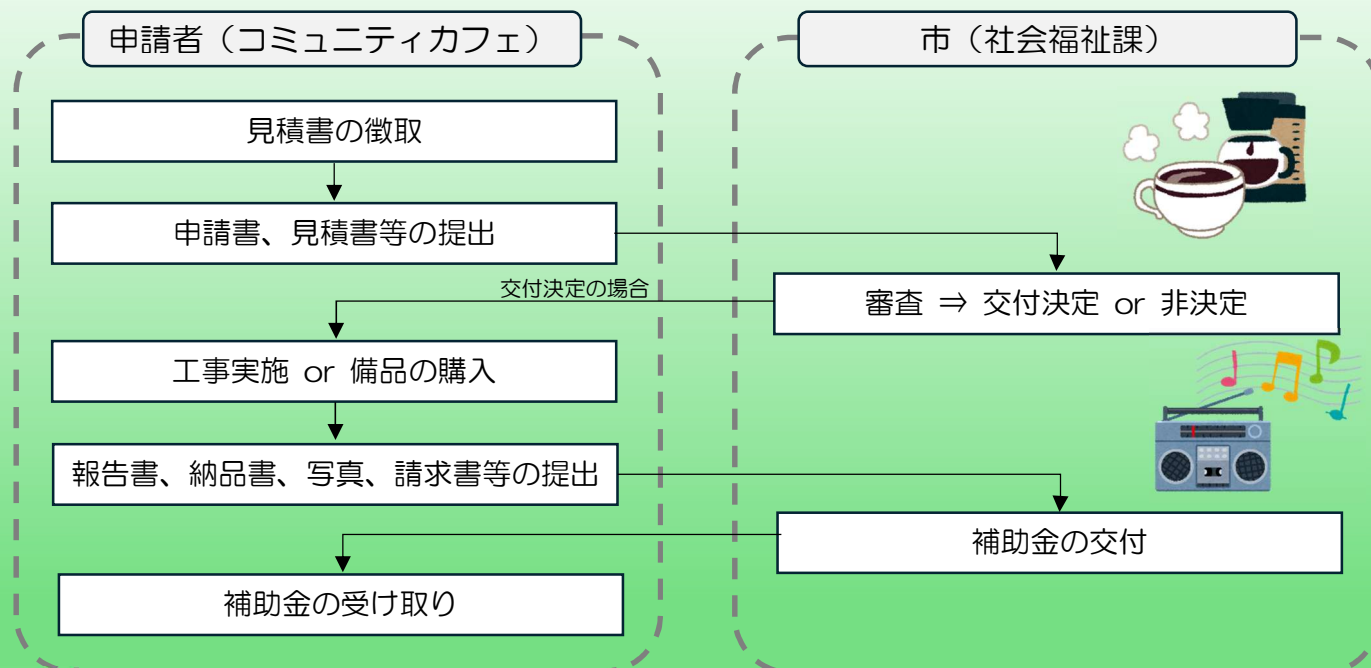 申請者（コミュニティカフェ）
市（社会福祉課）
見積書の徴取
申請書、見積書等の提出
交付決定の場合
審査 ⇒ 交付決定 or 非決定
工事実施 or 備品の購入
報告書、納品書、写真、請求書等の提出
補助金の交付
補助金の受け取り